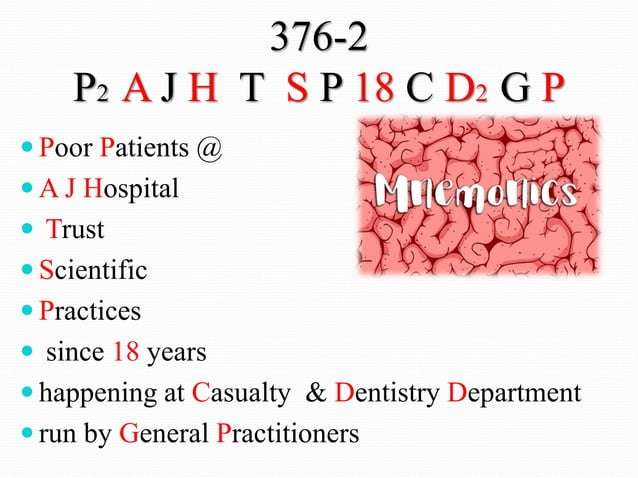 376-2
P2 A J H T S P 18 C D2 G P
Poor Patients @
A J Hospital
Mnemonics
Trust
Scientific
Practices
since 18 years
happening at Casualty & Dentistry Department
run by General Practitioners